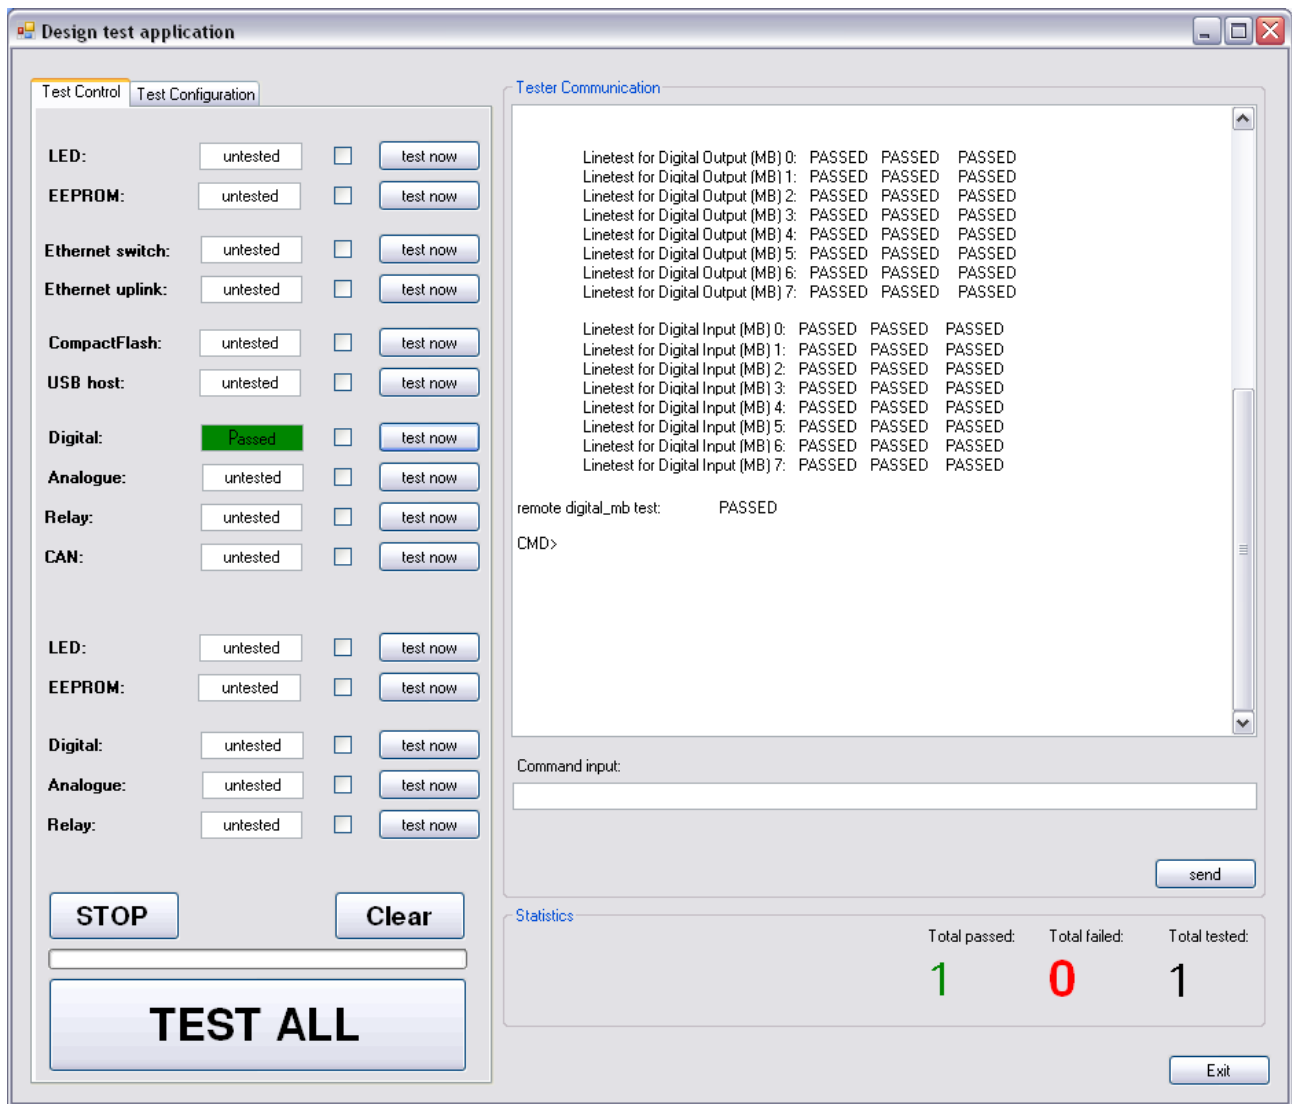 Design test application
Test Control Test Configuration
LED: untested test now
EEPROM: untested test now
Ethernet switch: untested test now
Ethernet uplink: untested test now
CompactFlash: untested test now
USB host: untested test now
Digital: Passed test now
Analogue: untested test now
Relay: untested test now
CAN: untested test now
LED: untested test now
EEPROM: untested test now
Digital: untested test now
Analogue: untested test now
Relay: untested test now
STOP Clear
TEST ALL
Tester Communication
Linetest for Digital Output (MB) 0: PASSED PASSED PASSED
Linetest for Digital Output (MB) 1: PASSED PASSED PASSED
Linetest for Digital Output (MB) 2: PASSED PASSED PASSED
Linetest for Digital Output (MB) 3: PASSED PASSED PASSED
Linetest for Digital Output (MB) 4: PASSED PASSED PASSED
Linetest for Digital Output (MB) 5: PASSED PASSED PASSED
Linetest for Digital Output (MB) 6: PASSED PASSED PASSED
Linetest for Digital Output (MB) 7: PASSED PASSED PASSED
Linetest for Digital Input (MB) 0: PASSED PASSED PASSED
Linetest for Digital Input (MB) 1: PASSED PASSED PASSED
Linetest for Digital Input (MB) 2: PASSED PASSED PASSED
Linetest for Digital Input (MB) 3: PASSED PASSED PASSED
Linetest for Digital Input (MB) 4: PASSED PASSED PASSED
Linetest for Digital Input (MB) 5: PASSED PASSED PASSED
Linetest for Digital Input (MB) 6: PASSED PASSED PASSED
Linetest for Digital Input (MB) 7: PASSED PASSED PASSED
remote digital_mb test: PASSED
CMD>
Command input:
send
Statistics
Total passed: Total failed: Total tested:
1 0 1
Exit